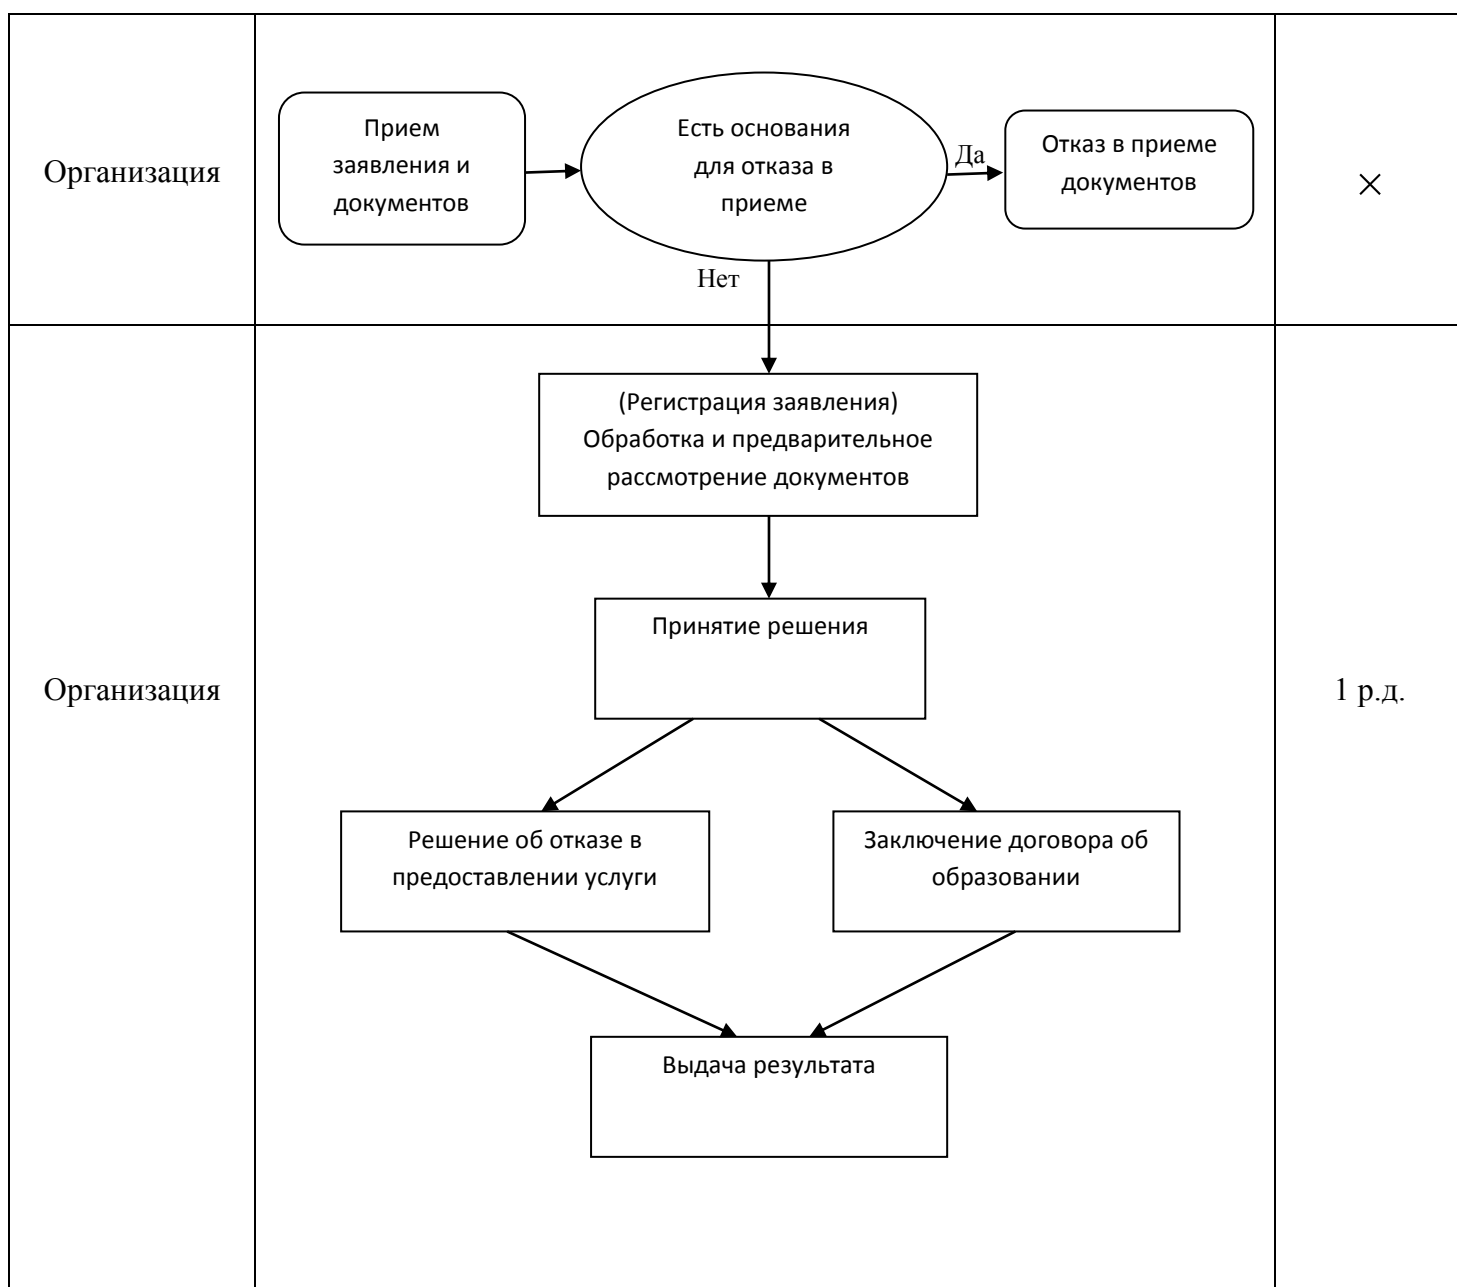 Организация
Прием
заявления и
документов
Есть основания
для отказа в
приеме
Да
Отказ в приеме
документов
×
Нет
Организация
(Регистрация заявления)
Обработка и предварительное
рассмотрение документов
Принятие решения
1 р.д.
Решение об отказе в
предоставлении услуги
Заключение договора об
образовании
Выдача результата